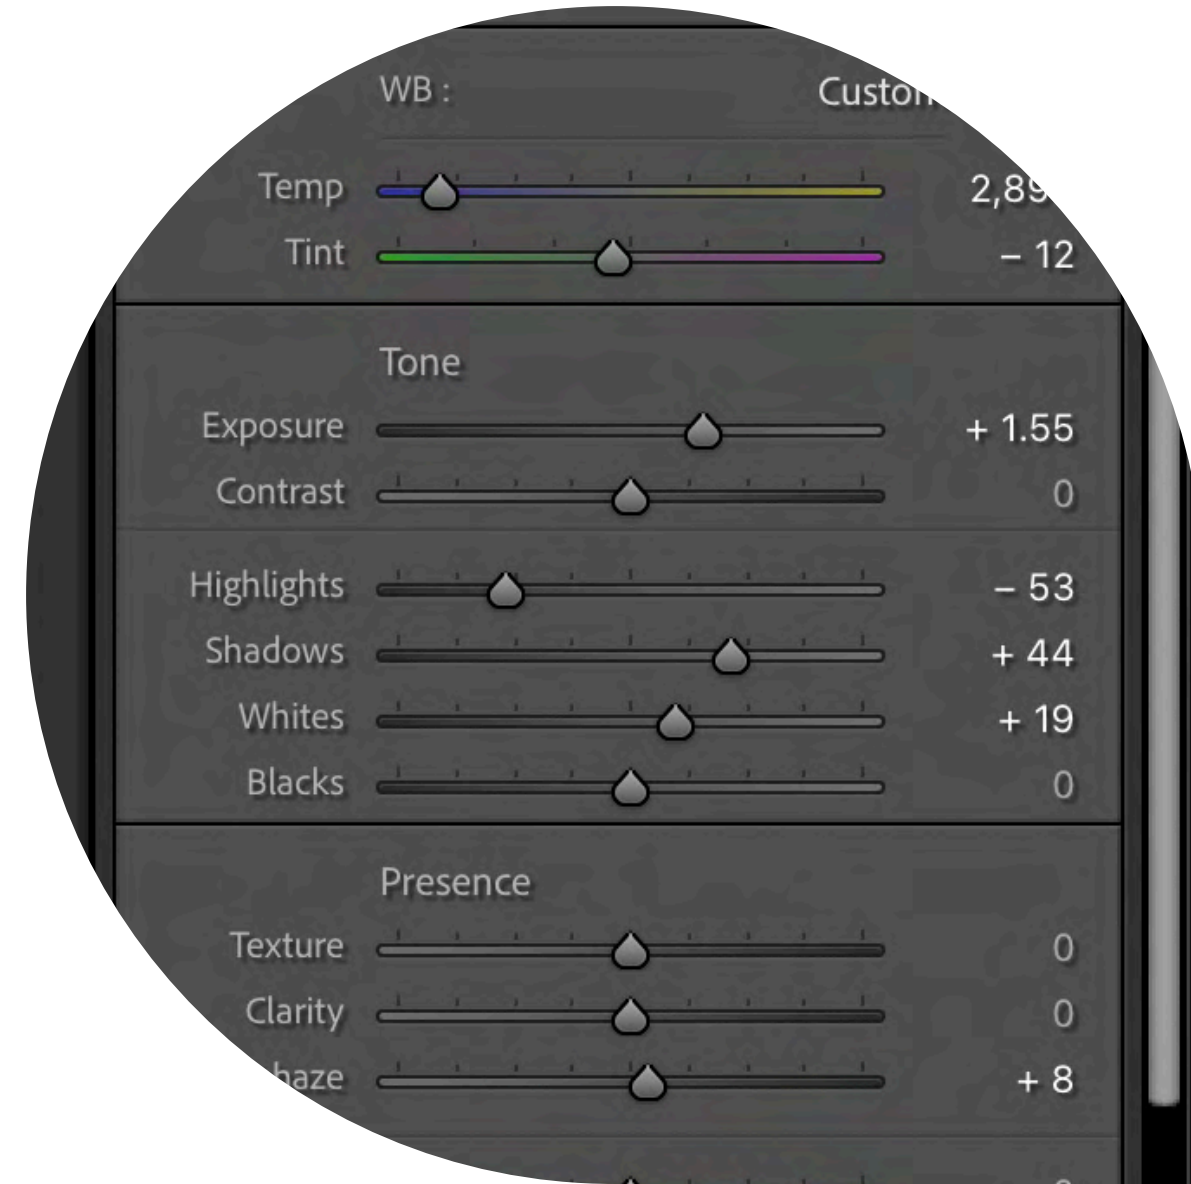 WB :
Temp
Tint – 12
Tone
Exposure + 1.55
Contrast 0
Highlights – 53
Shadows + 44
Whites + 19
Blacks 0
Presence
Texture 0
Clarity 0
+ 8